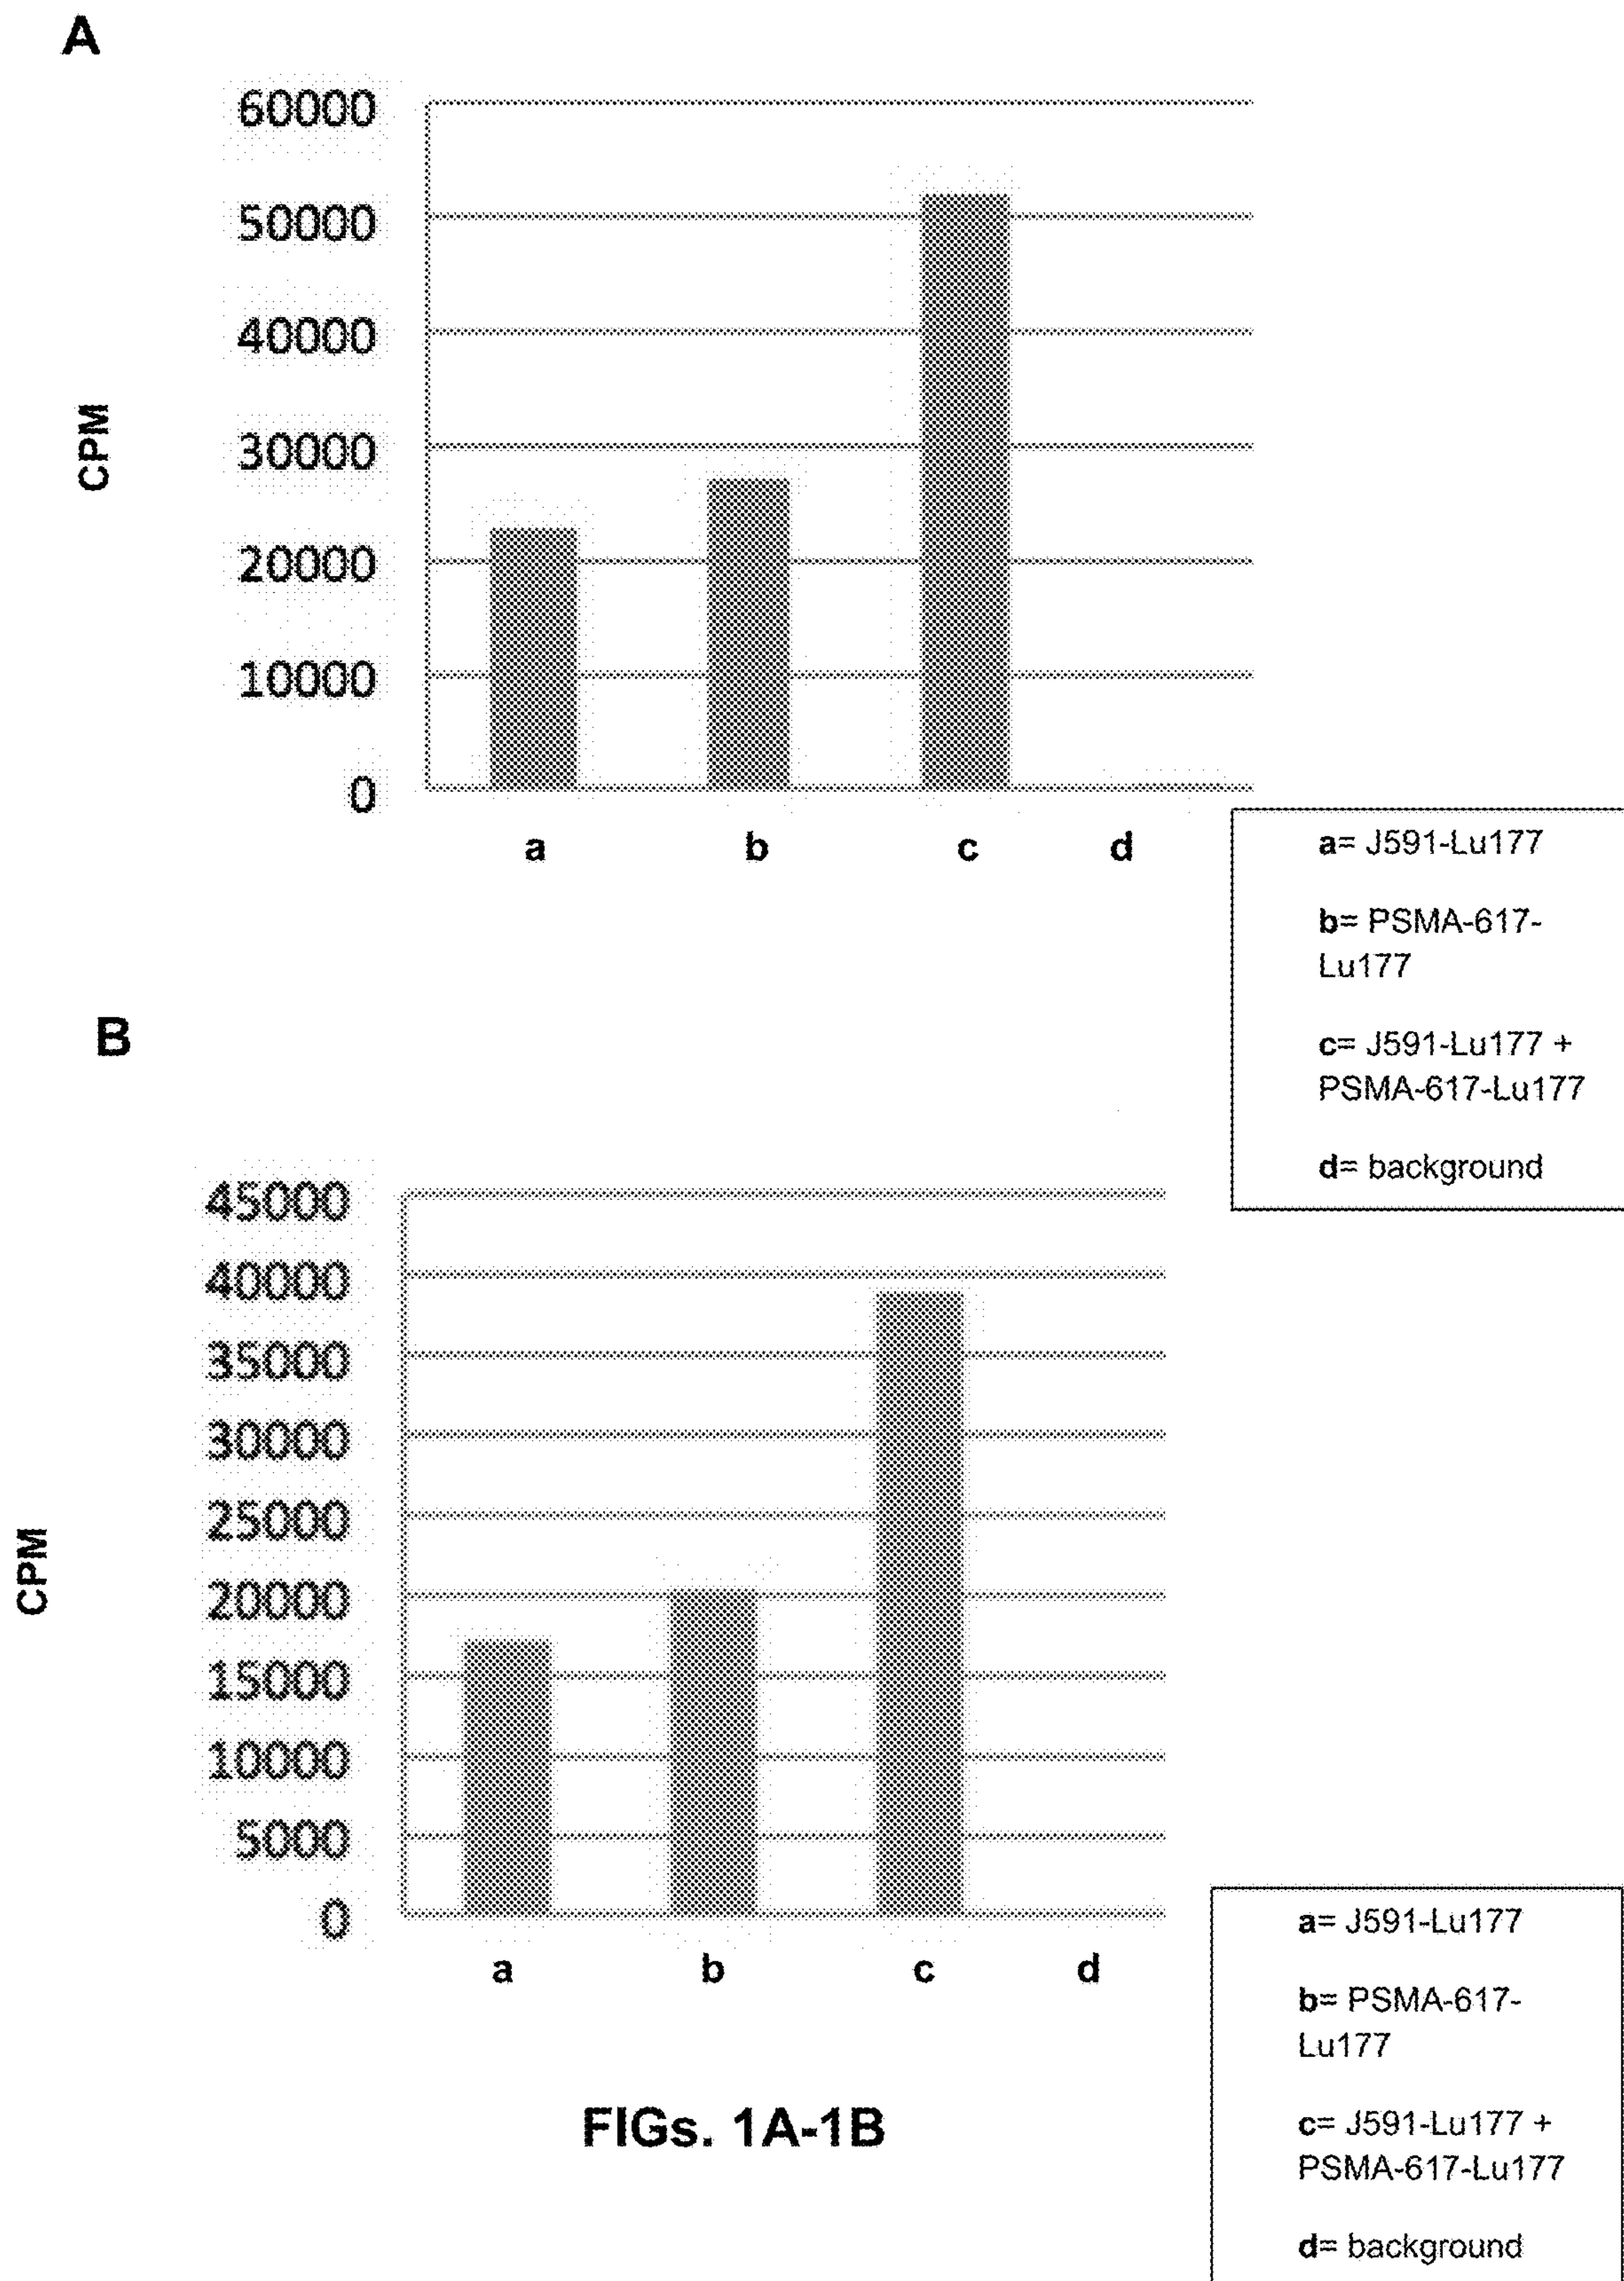 A
60000
50000
40000
30000
20000
10000
0
CPM
a b c d
a= J591-Lu177
b= PSMA-617-
Lu177
c= J591-Lu177 +
PSMA-617-Lu177
d= background
B
45000
40000
35000
30000
25000
20000
15000
10000
5000
0
CPM
a b c d
a= J591-Lu177
b= PSMA-617-
Lu177
c= J591-Lu177 +
PSMA-617-Lu177
d= background
FIGs. 1A-1B